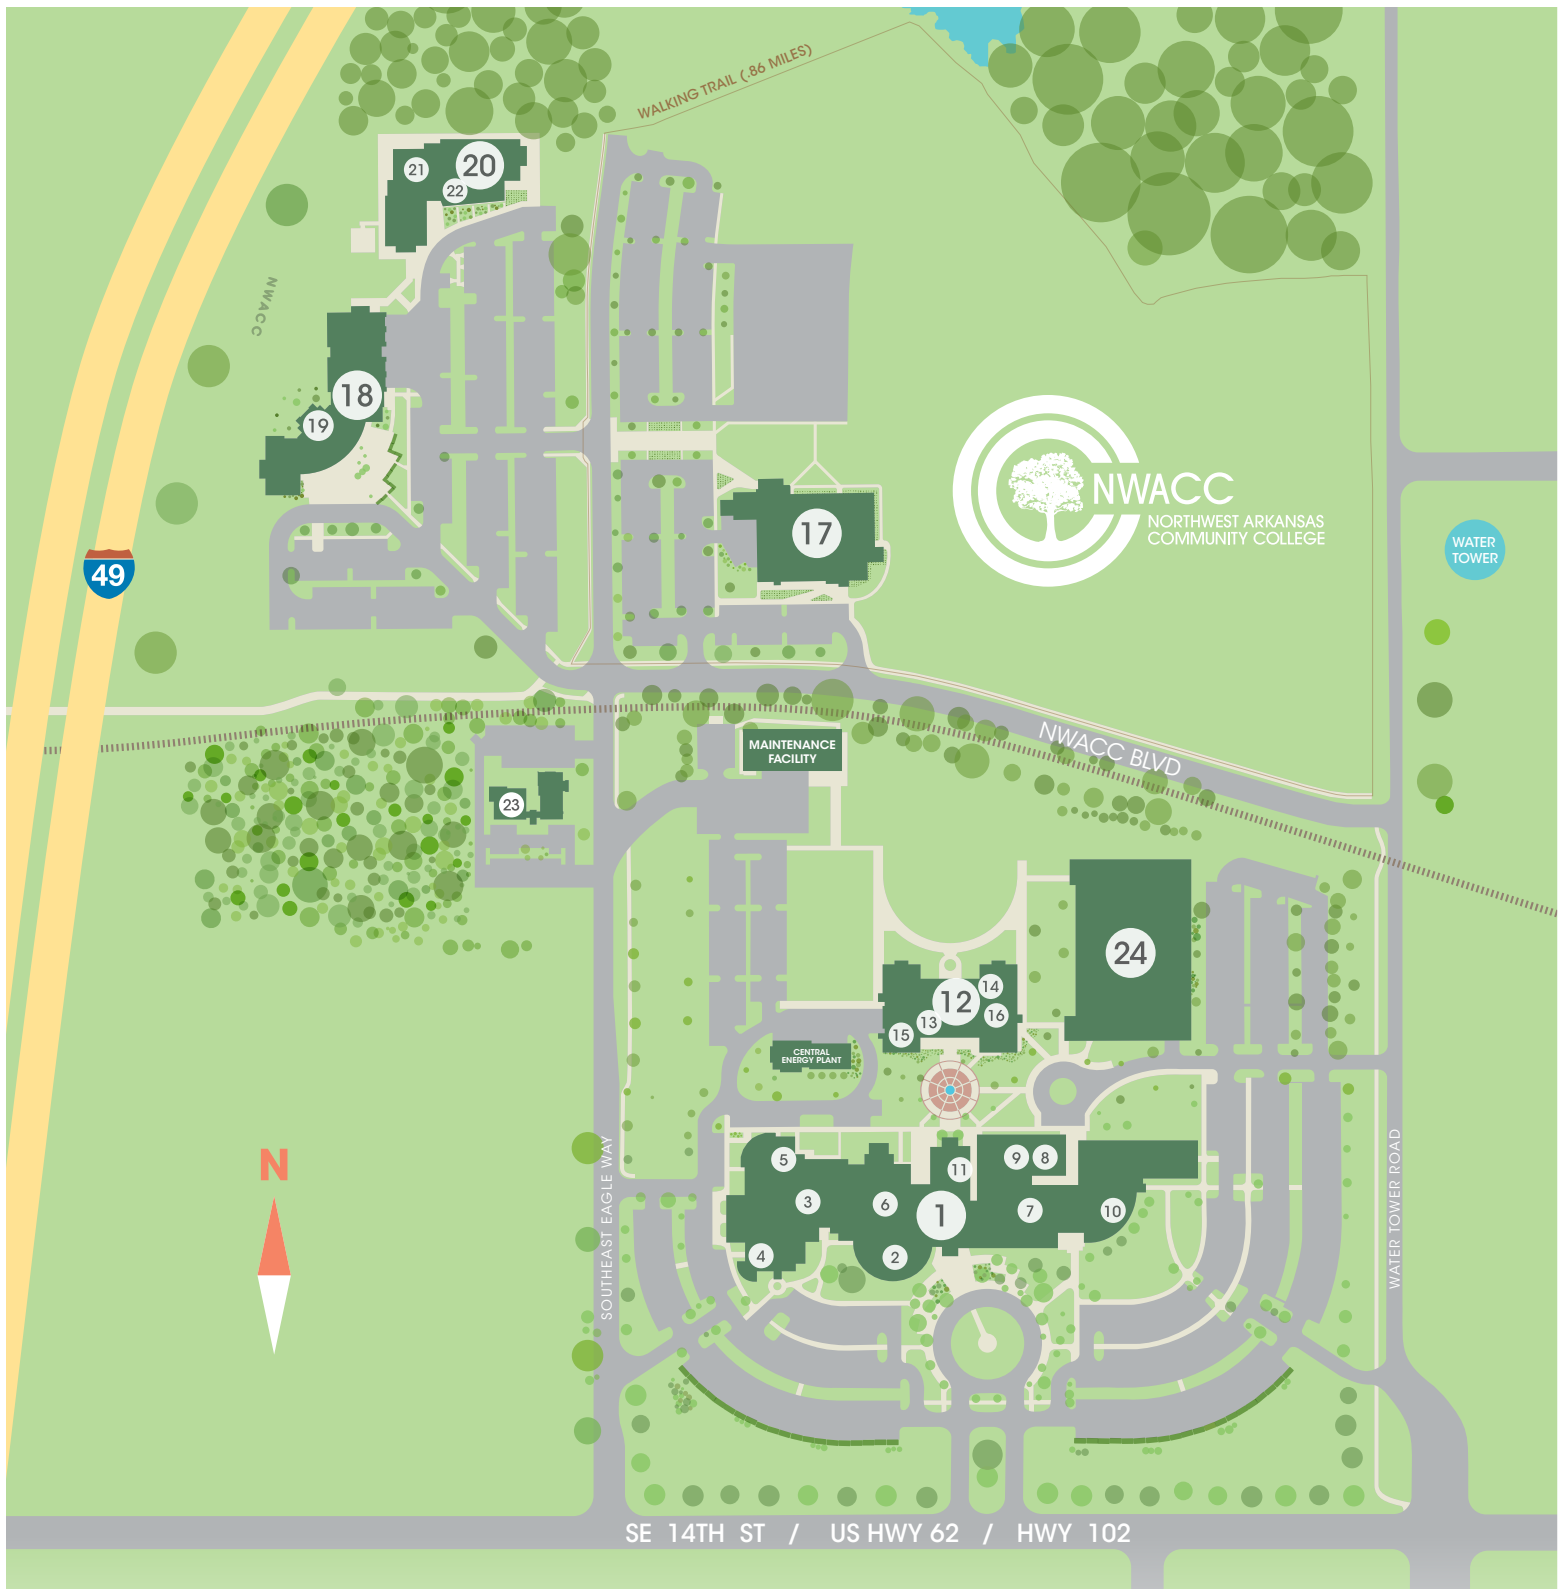 WALKING TRAIL (.86 MILES)
20
21
22
NWACC
18
19
NWACC
NORTHWEST ARKANSAS
COMMUNITY COLLEGE
17
WATER
TOWER
49
NWACC BLVD
MAINTENANCE
FACILITY
23
24
14
12
16
13
15
CENTRAL
ENERGY PLANT
N
SOUTHEAST EAGLE WAY
WATER TOWER ROAD
5
9
8
11
3
6
1
7
10
4
2
SE 14TH ST / US HWY 62 / HWY 102